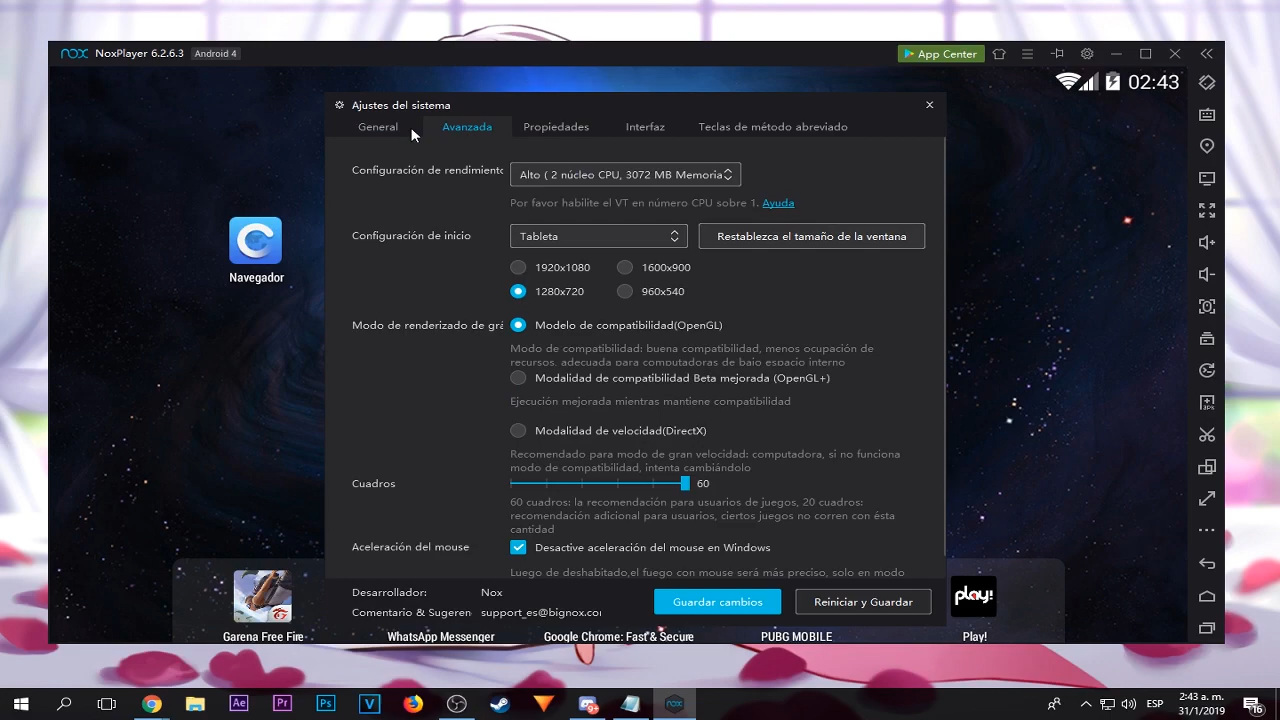 nox NoxPlayer 6.2.6.3 Android 4 App Center
02:43
Ajustes del sistema
General Avanzada Propiedades Interfaz Teclas de método abreviado
Configuración de rendimiento Alto ( 2 núcleo CPU, 3072 MB Memoria
Por favor habilite el VT en número CPU sobre 1. Ayuda
Configuración de inicio Tableta Restablezca el tamaño de la ventana
1920x1080 1600x900
1280x720 960x540
Modo de renderizado de grá Modelo de compatibilidad(OpenGL)
Modo de compatibilidad: buena compatibilidad, menos ocupación de
recursos, adecuada para computadoras de bajo espacio interno
Modalidad de compatibilidad Beta mejorada (OpenGL+)
Ejecución mejorada mientras mantiene compatibilidad
Modalidad de velocidad(DirectX)
Recomendado para modo de gran velocidad: computadora, si no funciona
modo de compatibilidad, intenta cambiándolo
Cuadros 60
60 cuadros: la recomendación para usuarios de juegos, 20 cuadros:
recomendación adicional para usuarios, ciertos juegos no corren con ésta
cantidad
Aceleración del mouse Desactive aceleración del mouse en Windows
Luego de deshabitado,el fuego con mouse será más preciso, solo en modo
Desarrollador: Nox
Comentario & Sugeren support_es@bignox.co
Guardar cambios Reiniciar y Guardar
Navegador
play!
Garena Free Fire WhatsApp Messenger Google Chrome: Fast & Secure PUBG MOBILE Play!
Ae Pr Ps V 9+ nox ESP
2:43 a. m.
31/1/2019
16